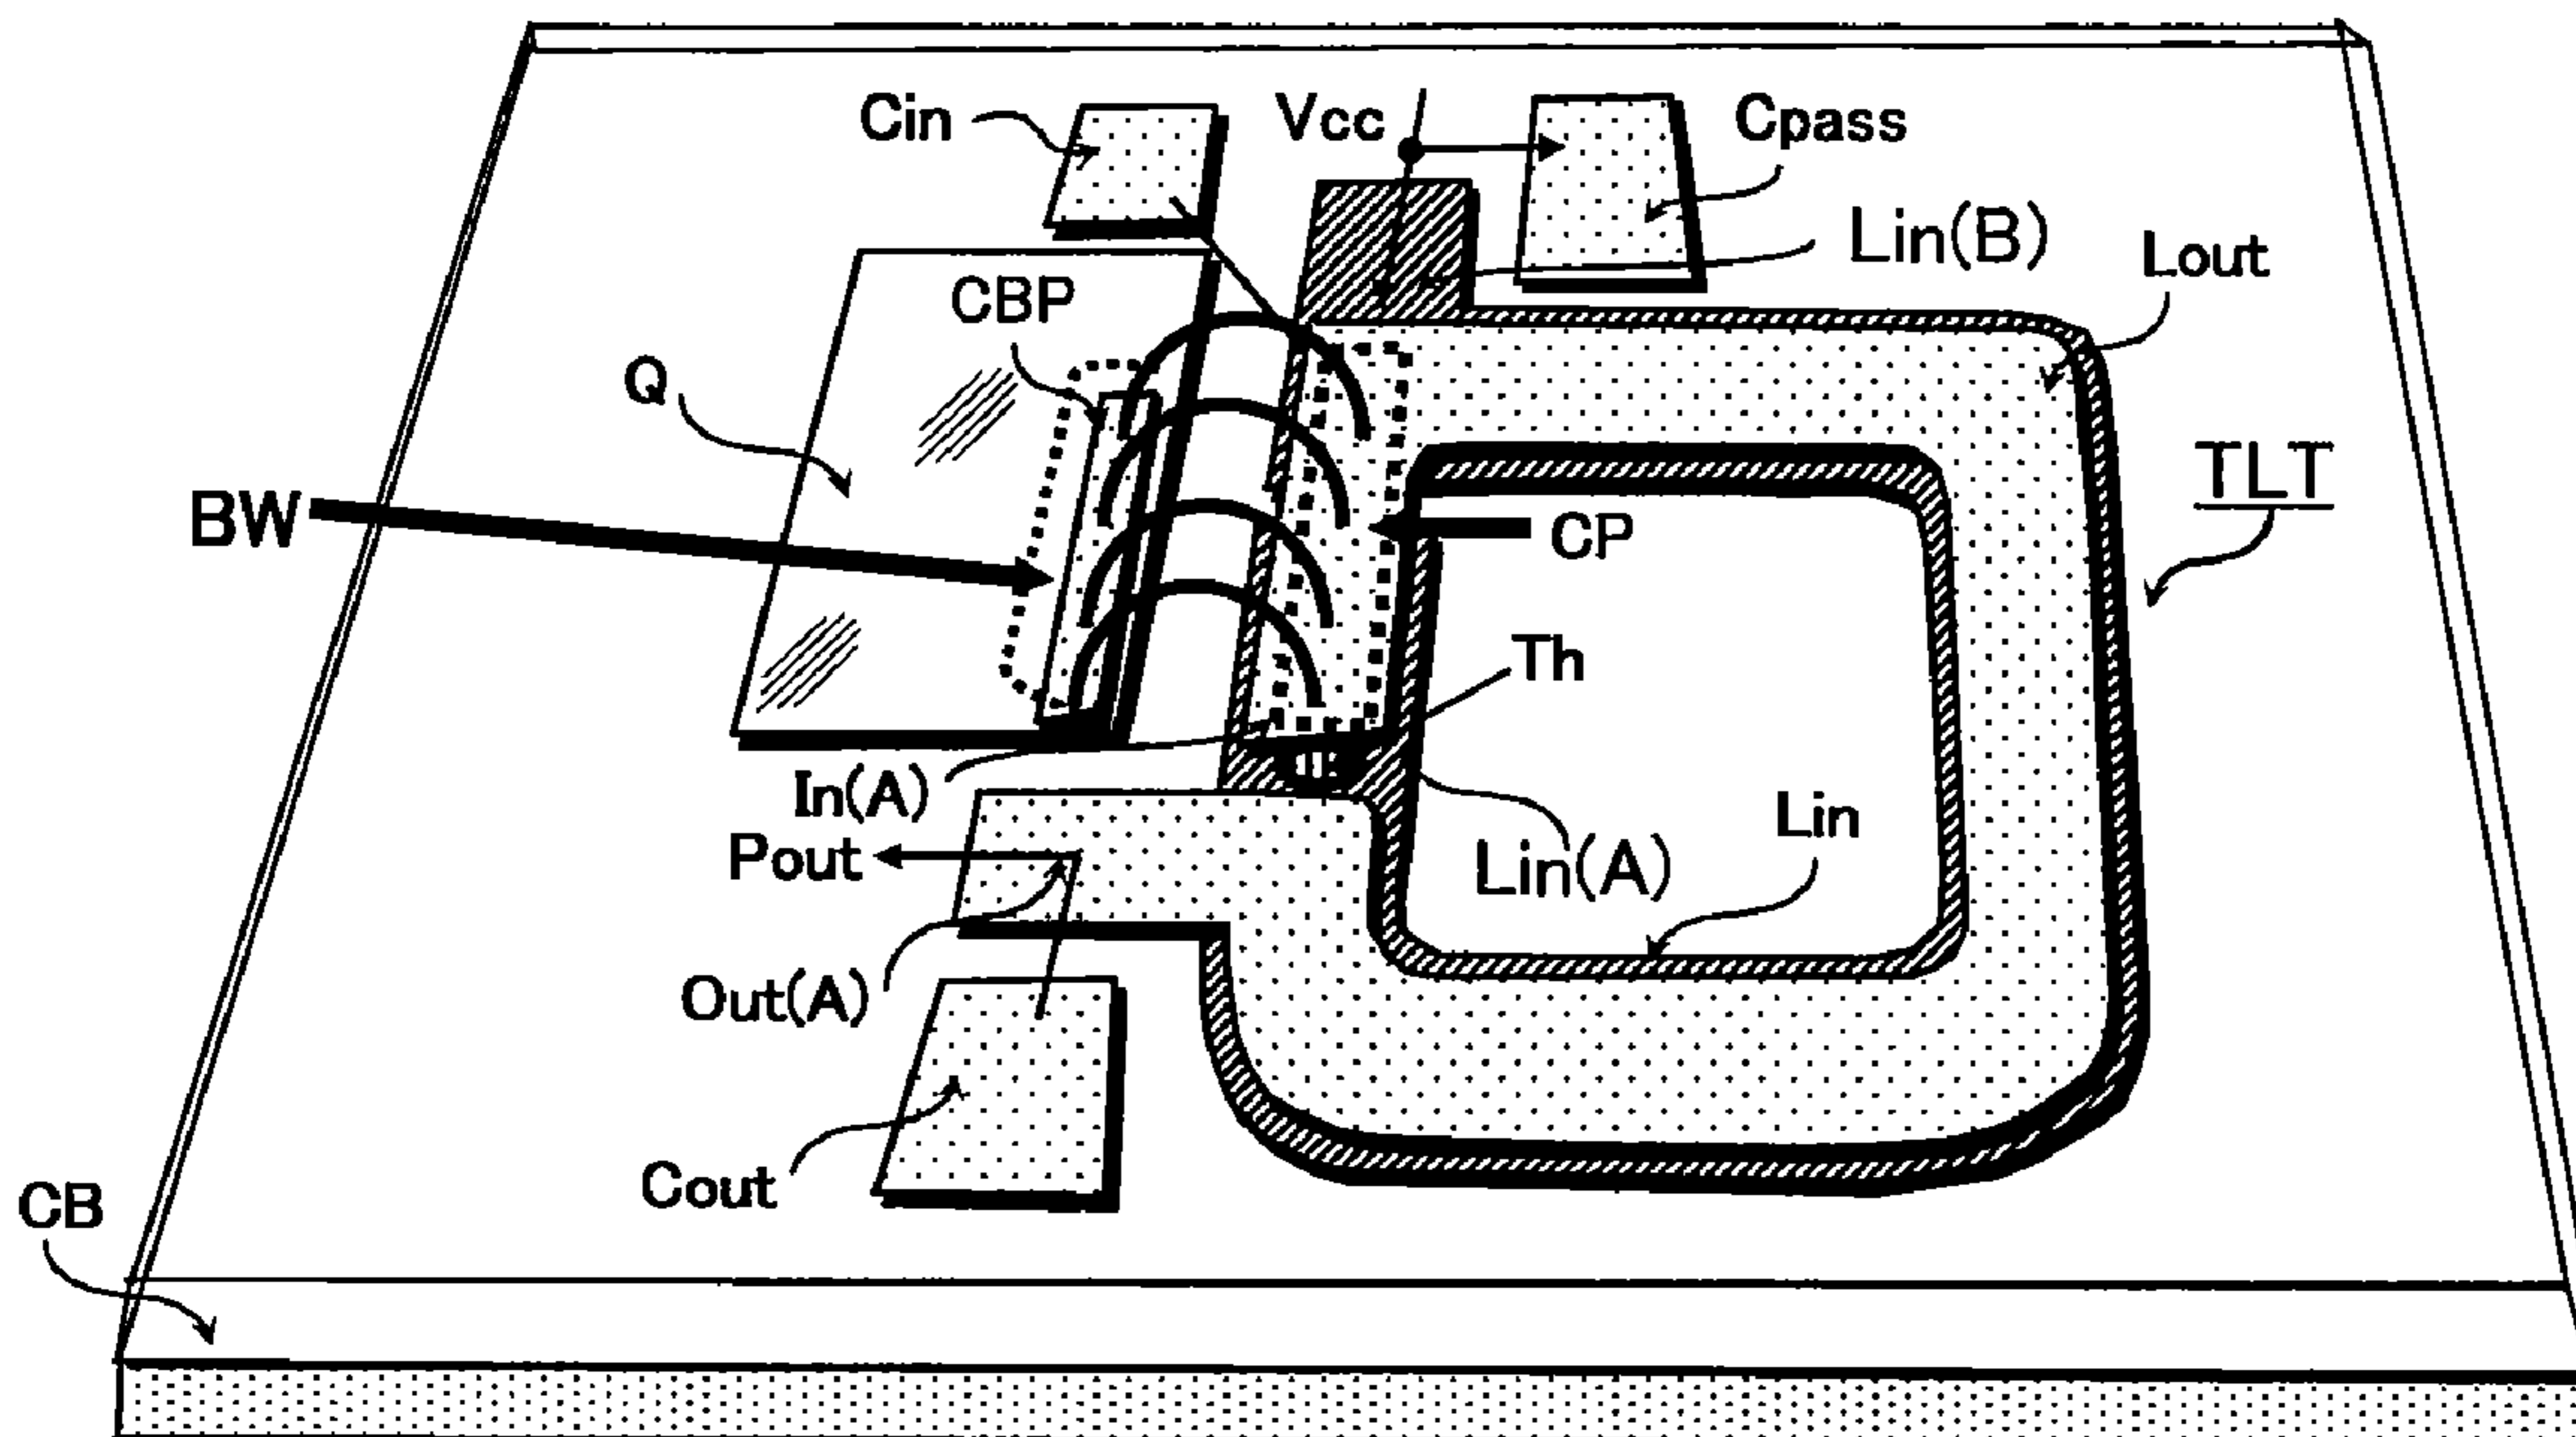 Cin
Vcc
Cpass
Lin(B)
Lout
CBP
Q
TLT
BW
CP
Th
In(A)
Lin
Pout
Lin(A)
Out(A)
Cout
CB